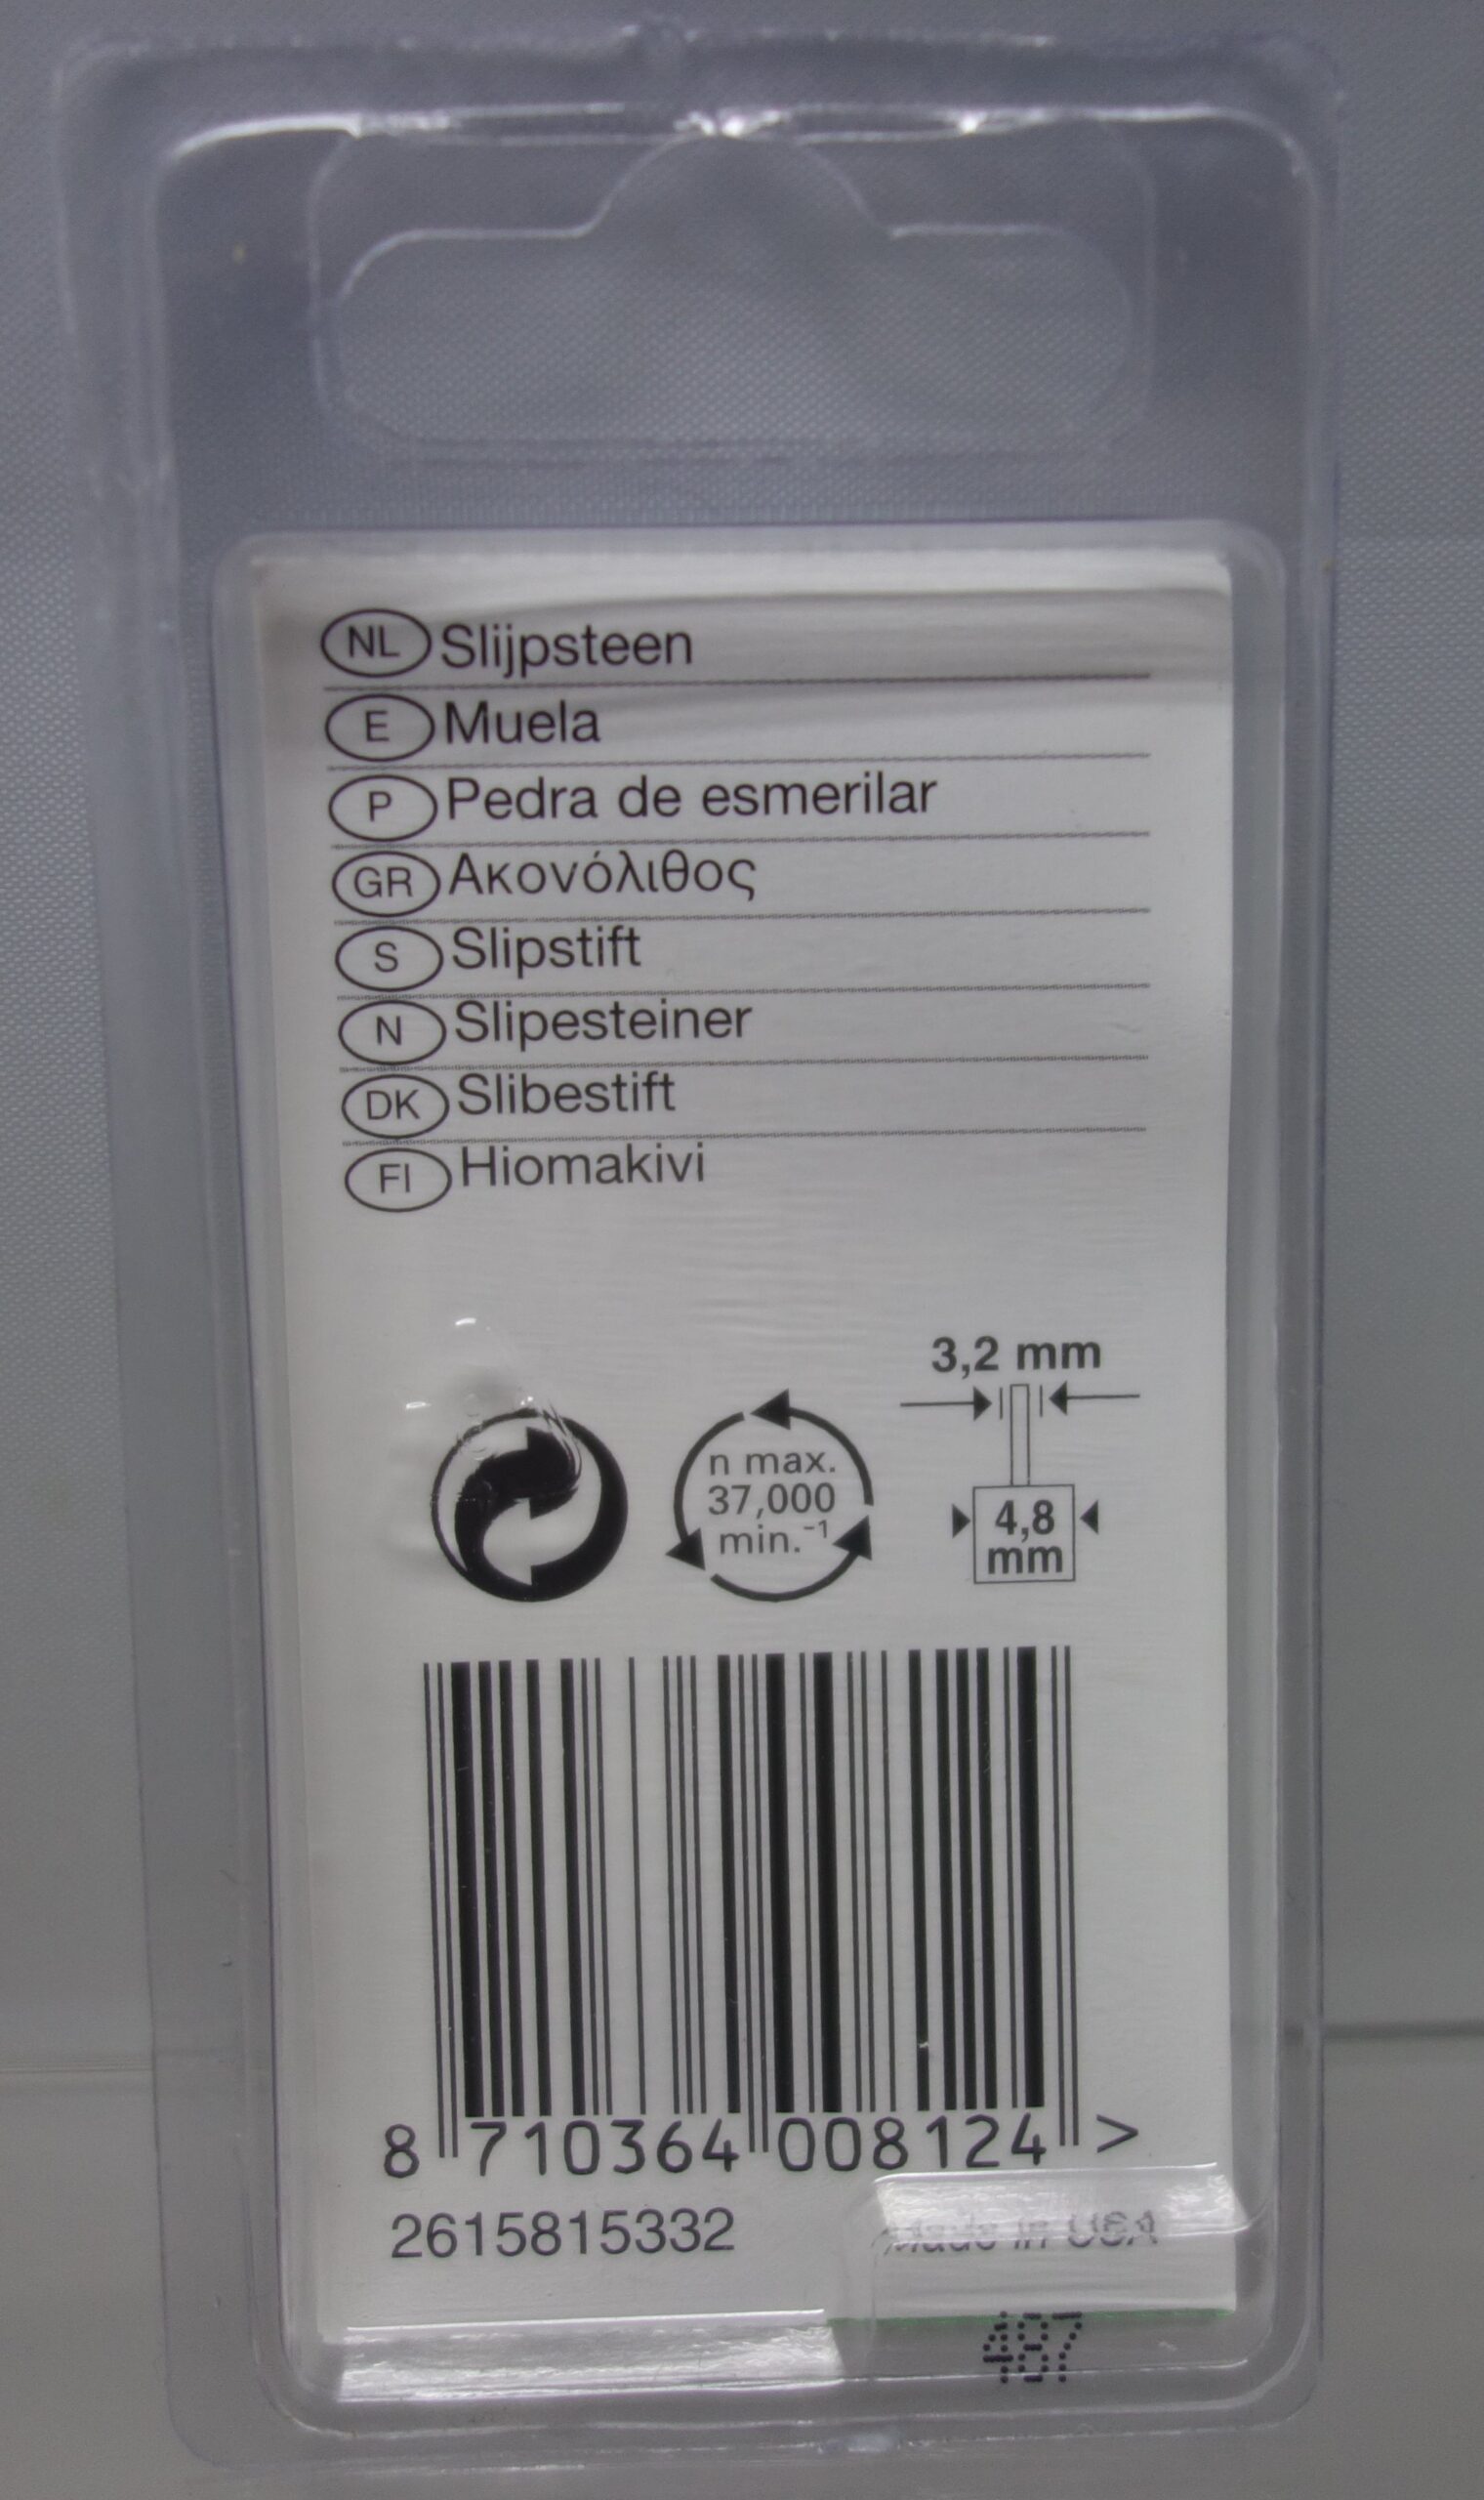 NL Slijpsteen
E Muela
P Pedra de esmerilar
GR Ακονόλιθος
S Slipstift
N Slipesteiner
DK Slibestift
FI Hiomakivi
3,2 mm
n max.
37,000
min.⁻¹
4,8
mm
8 710364 008124 >
2615815332 Made in USA
487